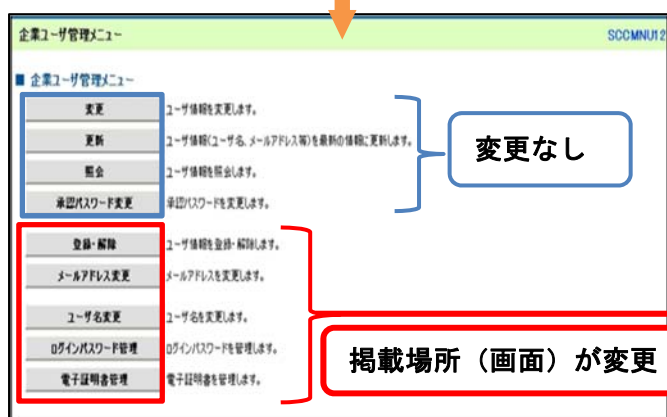 企業ユーザ管理メニュー SCCMNU12
■ 企業ユーザ管理メニュー
変更 ユーザ情報を変更します。
更新 ユーザ情報(ユーザ名、メールアドレス等)を最新の情報に更新します。
照会 ユーザ情報を照会します。
承認パスワード変更 承認パスワードを変更します。
変更なし
登録・解除 ユーザ情報を登録・解除します。
メールアドレス変更 メールアドレスを変更します。
ユーザ名変更 ユーザ名を変更します。
ログインパスワード管理 ログインパスワードを管理します。
電子証明書管理 電子証明書を管理します。
掲載場所（画面）が変更